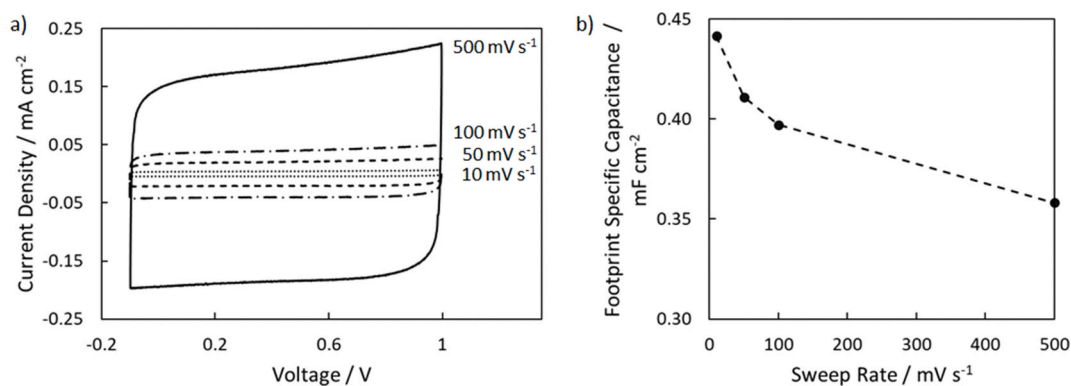 a)
Current Density / mA cm⁻²
0.25
0.15
0.05
-0.05
-0.15
-0.25
-0.2
0.2
0.6
1
Voltage / V
500 mV s⁻¹
100 mV s⁻¹
50 mV s⁻¹
10 mV s⁻¹
b)
Footprint Specific Capacitance /
mF cm⁻²
0.45
0.40
0.35
0.30
0
100
200
300
400
500
Sweep Rate / mV s⁻¹